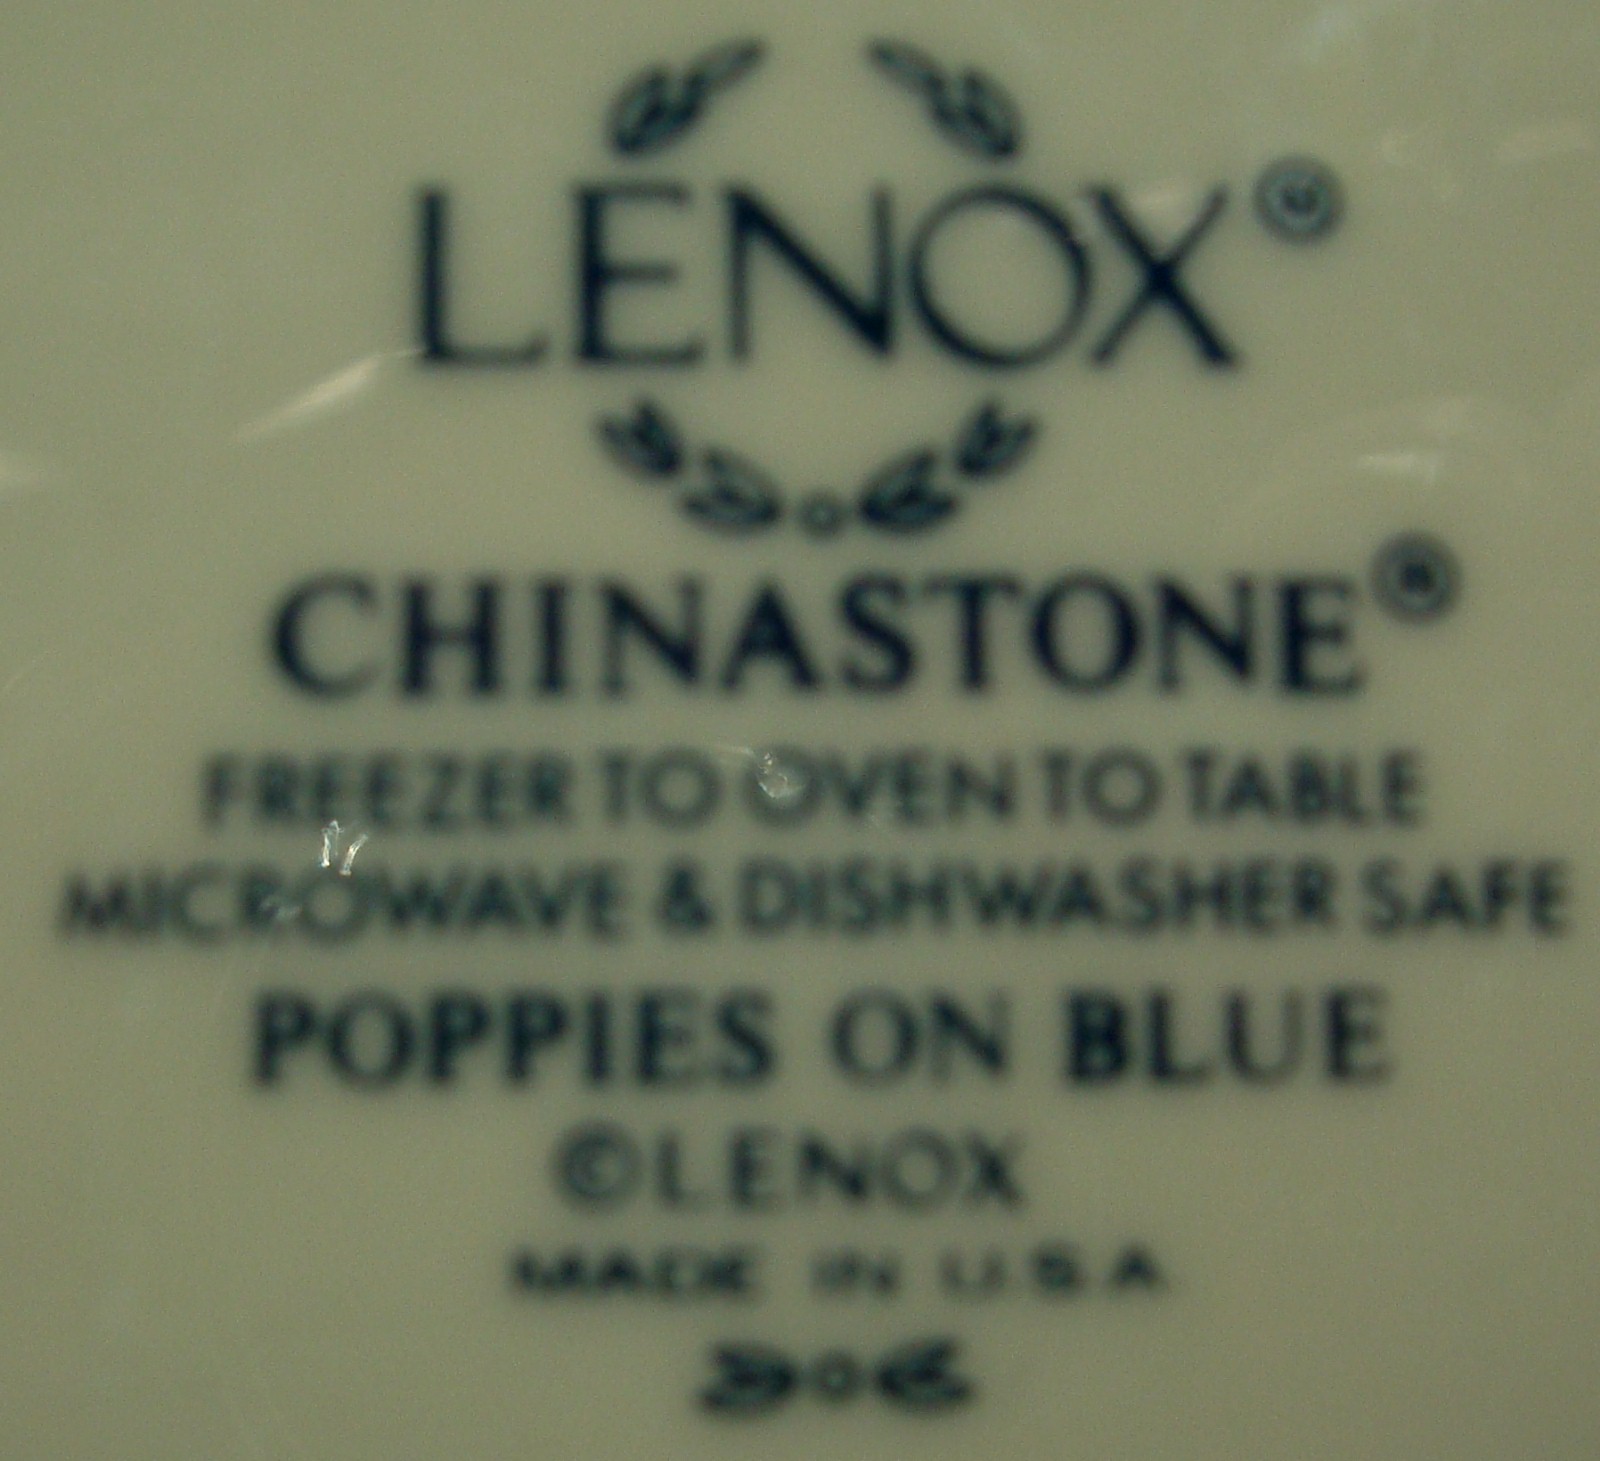 LENOX®
CHINASTONE®
FREEZER TO OVEN TO TABLE
MICROWAVE & DISHWASHER SAFE
POPPIES ON BLUE
©LENOX
MADE IN U.S.A.